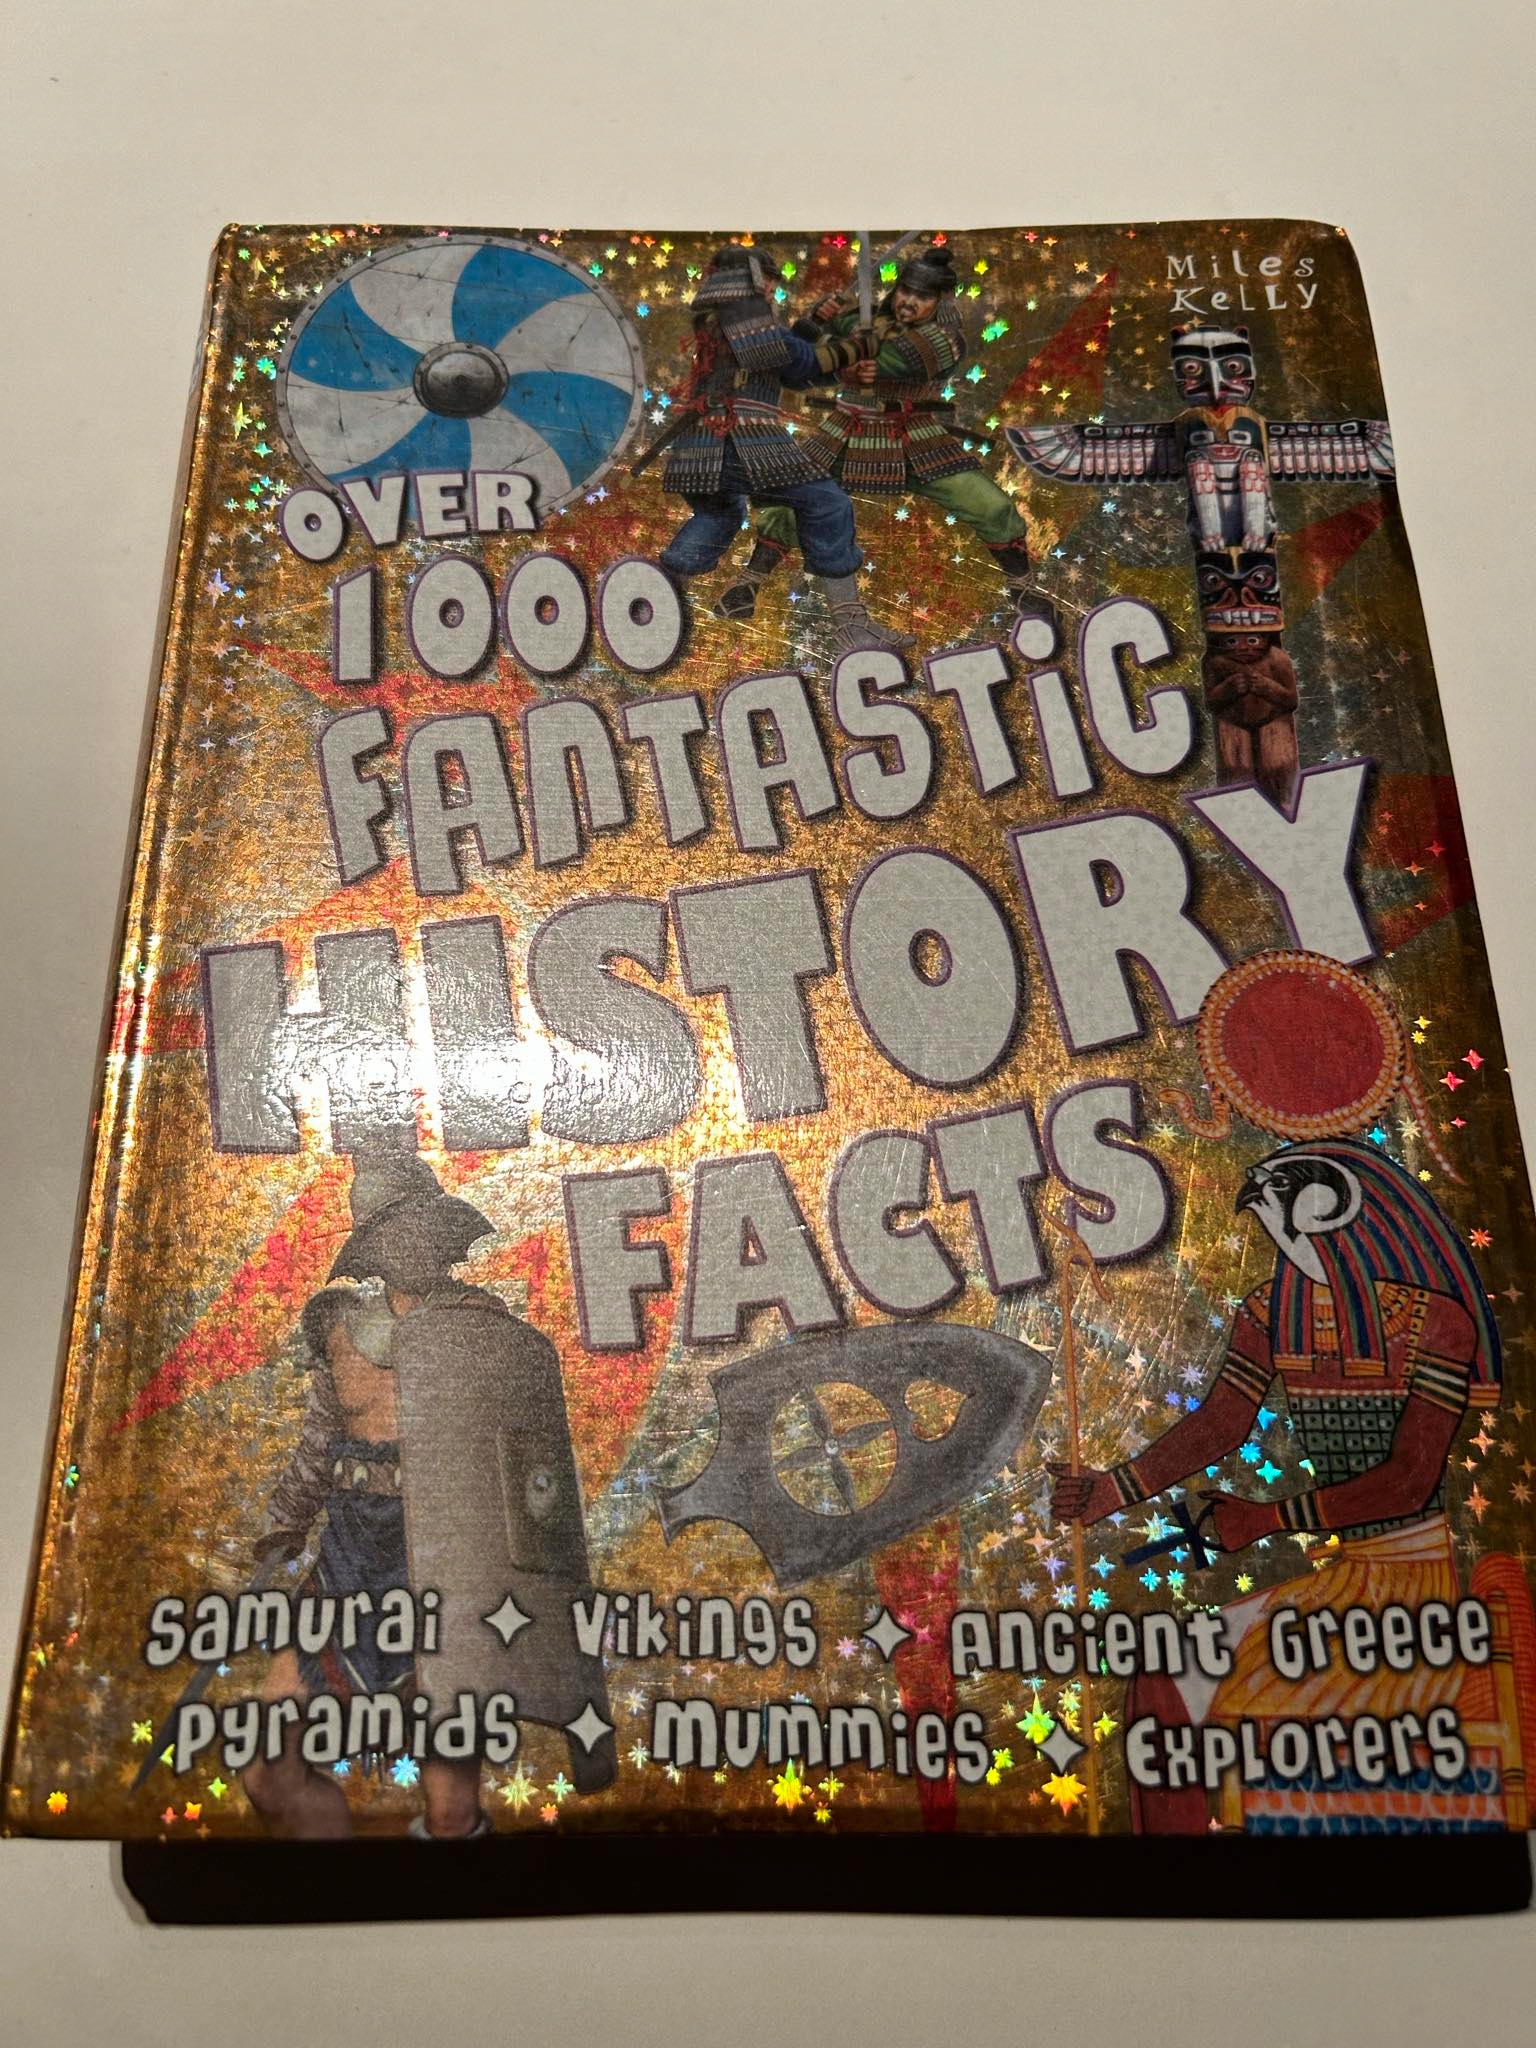 Miles
Kelly
OVER
1000
FANTASTIC
HISTORY
FACTS
Samurai ✦ Vikings ✦ Ancient Greece
Pyramids ✦ Mummies ✦ Explorers